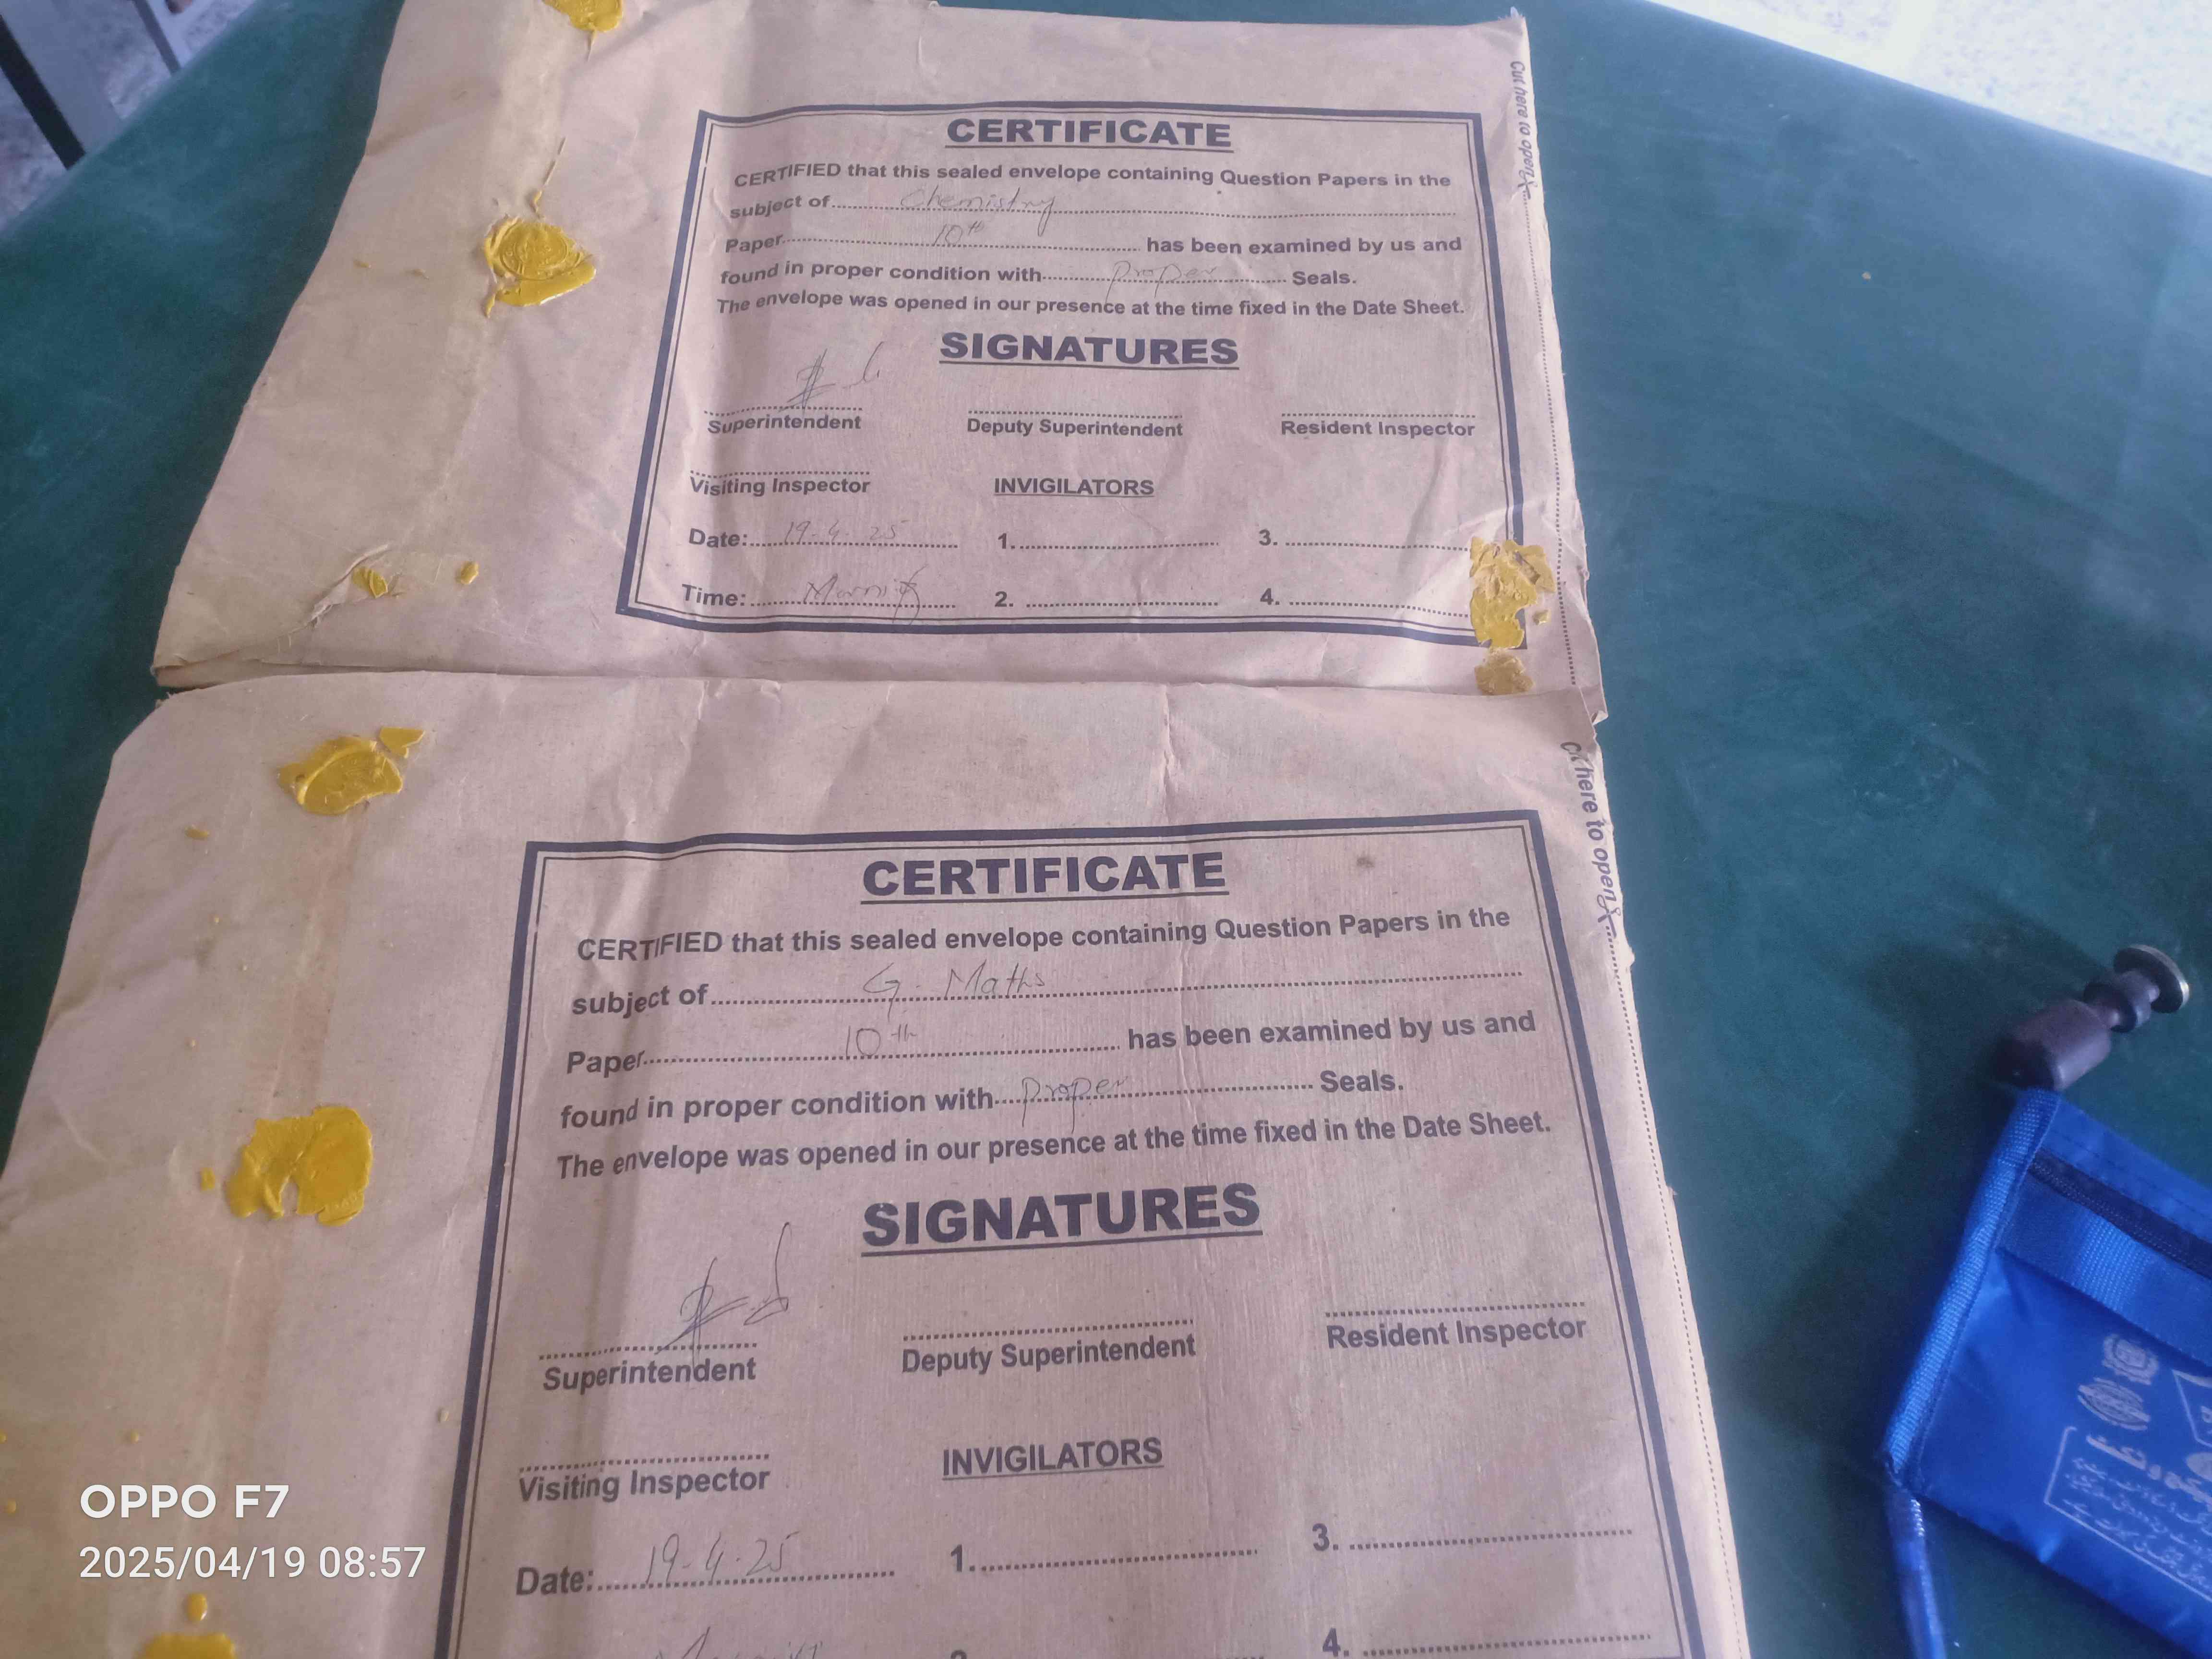 Cut here to open
CERTIFICATE
CERTIFIED that this sealed envelope containing Question Papers in the
subject of Chemistry
Paper 10th has been examined by us and
found in proper condition with Proper Seals.
The envelope was opened in our presence at the time fixed in the Date Sheet.
SIGNATURES
Superintendent Deputy Superintendent Resident Inspector
Visiting Inspector INVIGILATORS
Date: 19-4-25 1. 3.
Time: Morning 2. 4.
Cut here to open
CERTIFICATE
CERTIFIED that this sealed envelope containing Question Papers in the
subject of G. Maths
Paper 10th has been examined by us and
found in proper condition with Proper Seals.
The envelope was opened in our presence at the time fixed in the Date Sheet.
SIGNATURES
Superintendent Deputy Superintendent Resident Inspector
Visiting Inspector INVIGILATORS
Date: 19-4-25 1. 3.
4.
OPPO F7
2025/04/19 08:57